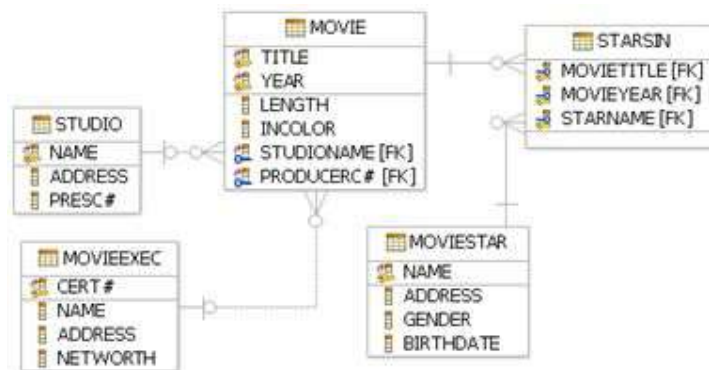 MOVIE
TITLE
YEAR
LENGTH
INCOLOR
STUDIONAME [FK]
PRODUCERC# [FK]
STARSIN
MOVIETITLE [FK]
MOVIEYEAR [FK]
STARNAME [FK]
STUDIO
NAME
ADDRESS
PRESC#
MOVIEEXEC
CERT#
NAME
ADDRESS
NETWORTH
MOVIESTAR
NAME
ADDRESS
GENDER
BIRTHDATE